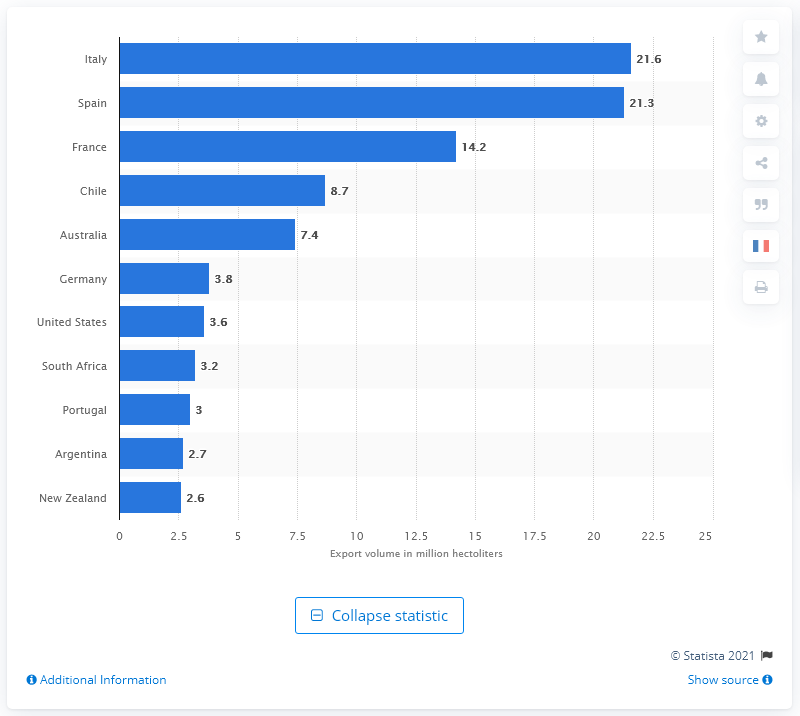 Italy 21.6
Spain 21.3
France 14.2
Chile 8.7
Australia 7.4
Germany 3.8
United States 3.6
South Africa 3.2
Portugal 3
Argentina 2.7
New Zealand 2.6
0 2.5 5 7.5 10 12.5 15 17.5 20 22.5 25
Export volume in million hectoliters
Collapse statistic
© Statista 2021
Additional Information Show source